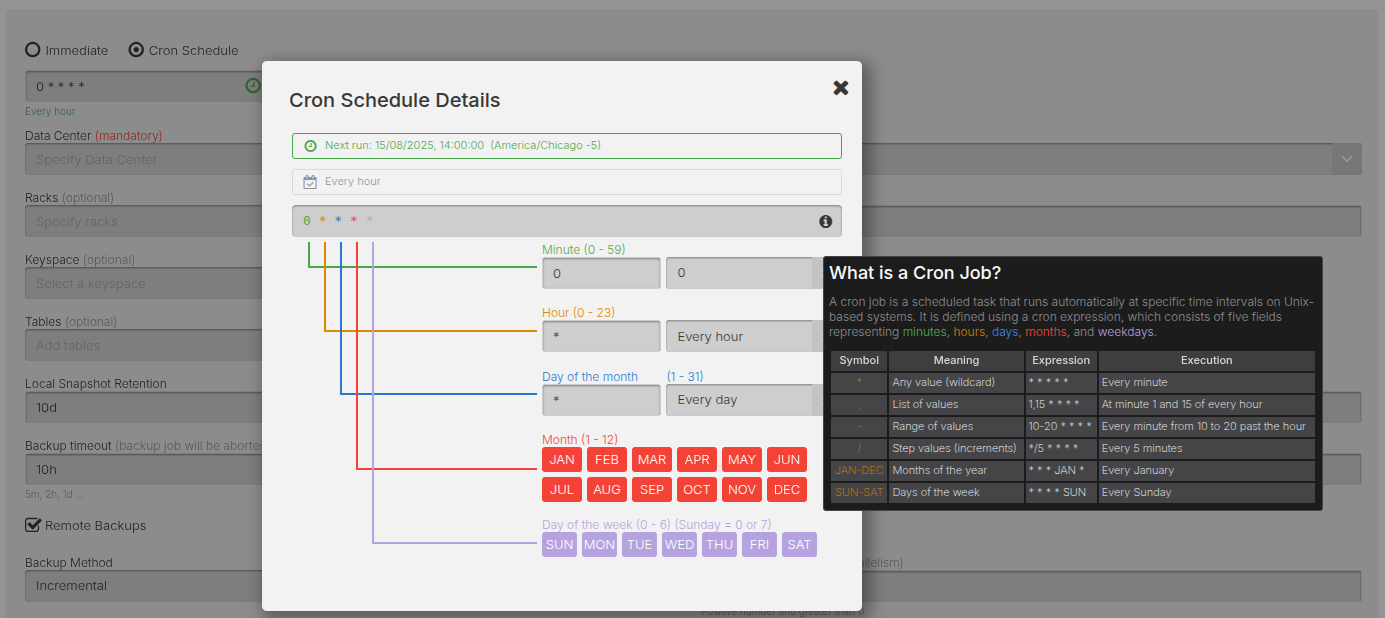 Immediate Cron Schedule
0 * * * *
Every hour
Data Center (mandatory)
Specify Data Center
Racks (optional)
Specify racks
Keyspace (optional)
Select a keyspace
Tables (optional)
Add tables
Local Snapshot Retention
10d
Backup timeout (backup job will be aborte
10h
5m, 2h, 1d ...
Remote Backups
Backup Method
Incremental
Cron Schedule Details
Next run: 15/08/2025, 14:00:00 (America/Chicago -5)
Every hour
0 * * * *
Minute (0 - 59)
0 0
Hour (0 - 23)
* Every hour
Day of the month (1 - 31)
* Every day
Month (1 - 12)
JAN FEB MAR APR MAY JUN
JUL AUG SEP OCT NOV DEC
Day of the week (0 - 6) (Sunday = 0 or 7)
SUN MON TUE WED THU FRI SAT
What is a Cron Job?
A cron job is a scheduled task that runs automatically at specific time intervals on Unix-
based systems. It is defined using a cron expression, which consists of five fields
representing minutes, hours, days, months, and weekdays.
Symbol Meaning Expression Execution
* Any value (wildcard) * * * * * Every minute
, List of values 1,15 * * * * At minute 1 and 15 of every hour
- Range of values 10-20 * * * * Every minute from 10 to 20 past the hour
/ Step values (increments) */5 * * * * Every 5 minutes
JAN-DEC Months of the year * * * JAN * Every January
SUN-SAT Days of the week * * * * SUN Every Sunday